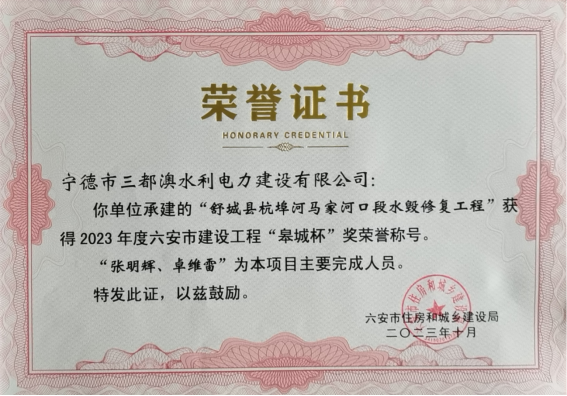 荣誉证书
HONORARY CREDENTIAL
宁德市三都澳水利电力建设有限公司:
你单位承建的“舒城县杭埠河马家河口段水毁修复工程”获
得 2023 年度六安市建设工程“皋城杯”奖荣誉称号。
“张明辉、卓维雷”为本项目主要完成人员。
特发此证，以兹鼓励。
六安市住房和城乡建设局
二〇二三年十月